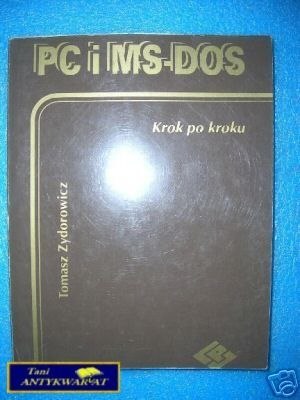 PC i MS-DOS
Krok po kroku
Tomasz Zydorowicz
Tani
ANTYKWARIAT